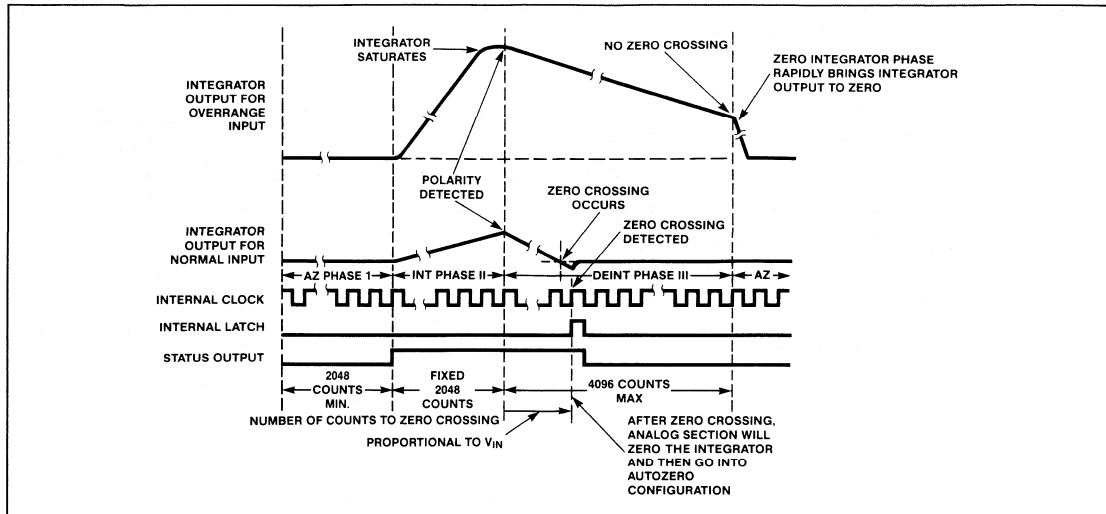 INTEGRATOR
SATURATES
NO ZERO CROSSING
ZERO INTEGRATOR PHASE
RAPIDLY BRINGS INTEGRATOR
OUTPUT TO ZERO
INTEGRATOR
OUTPUT FOR
OVERRANGE
INPUT
POLARITY
DETECTED
ZERO CROSSING
OCCURS
ZERO CROSSING
DETECTED
INTEGRATOR
OUTPUT FOR
NORMAL INPUT
AZ PHASE 1
INT PHASE II
DEINT PHASE III
AZ
INTERNAL CLOCK
INTERNAL LATCH
STATUS OUTPUT
2048
COUNTS
MIN.
FIXED
2048
COUNTS
4096 COUNTS
MAX
NUMBER OF COUNTS TO ZERO CROSSING
PROPORTIONAL TO VIN
AFTER ZERO CROSSING,
ANALOG SECTION WILL
ZERO THE INTEGRATOR
AND THEN GO INTO
AUTOZERO
CONFIGURATION